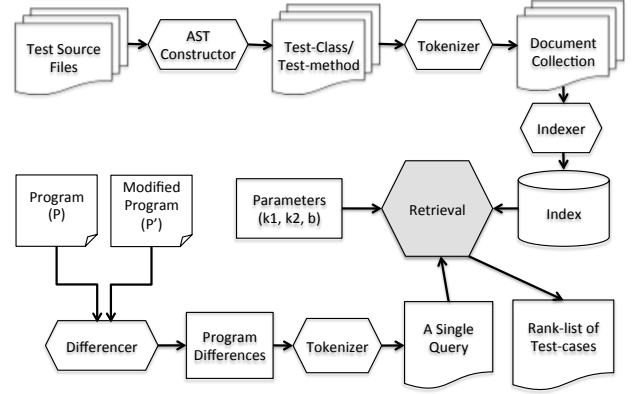 Test Source
Files
AST
Constructor
Test-Class/
Test-method
Tokenizer
Document
Collection
Indexer
Program
(P)
Modified
Program
(P')
Parameters
(k1, k2, b)
Retrieval
Index
Differencer
Program
Differences
Tokenizer
A Single
Query
Rank-list of
Test-cases